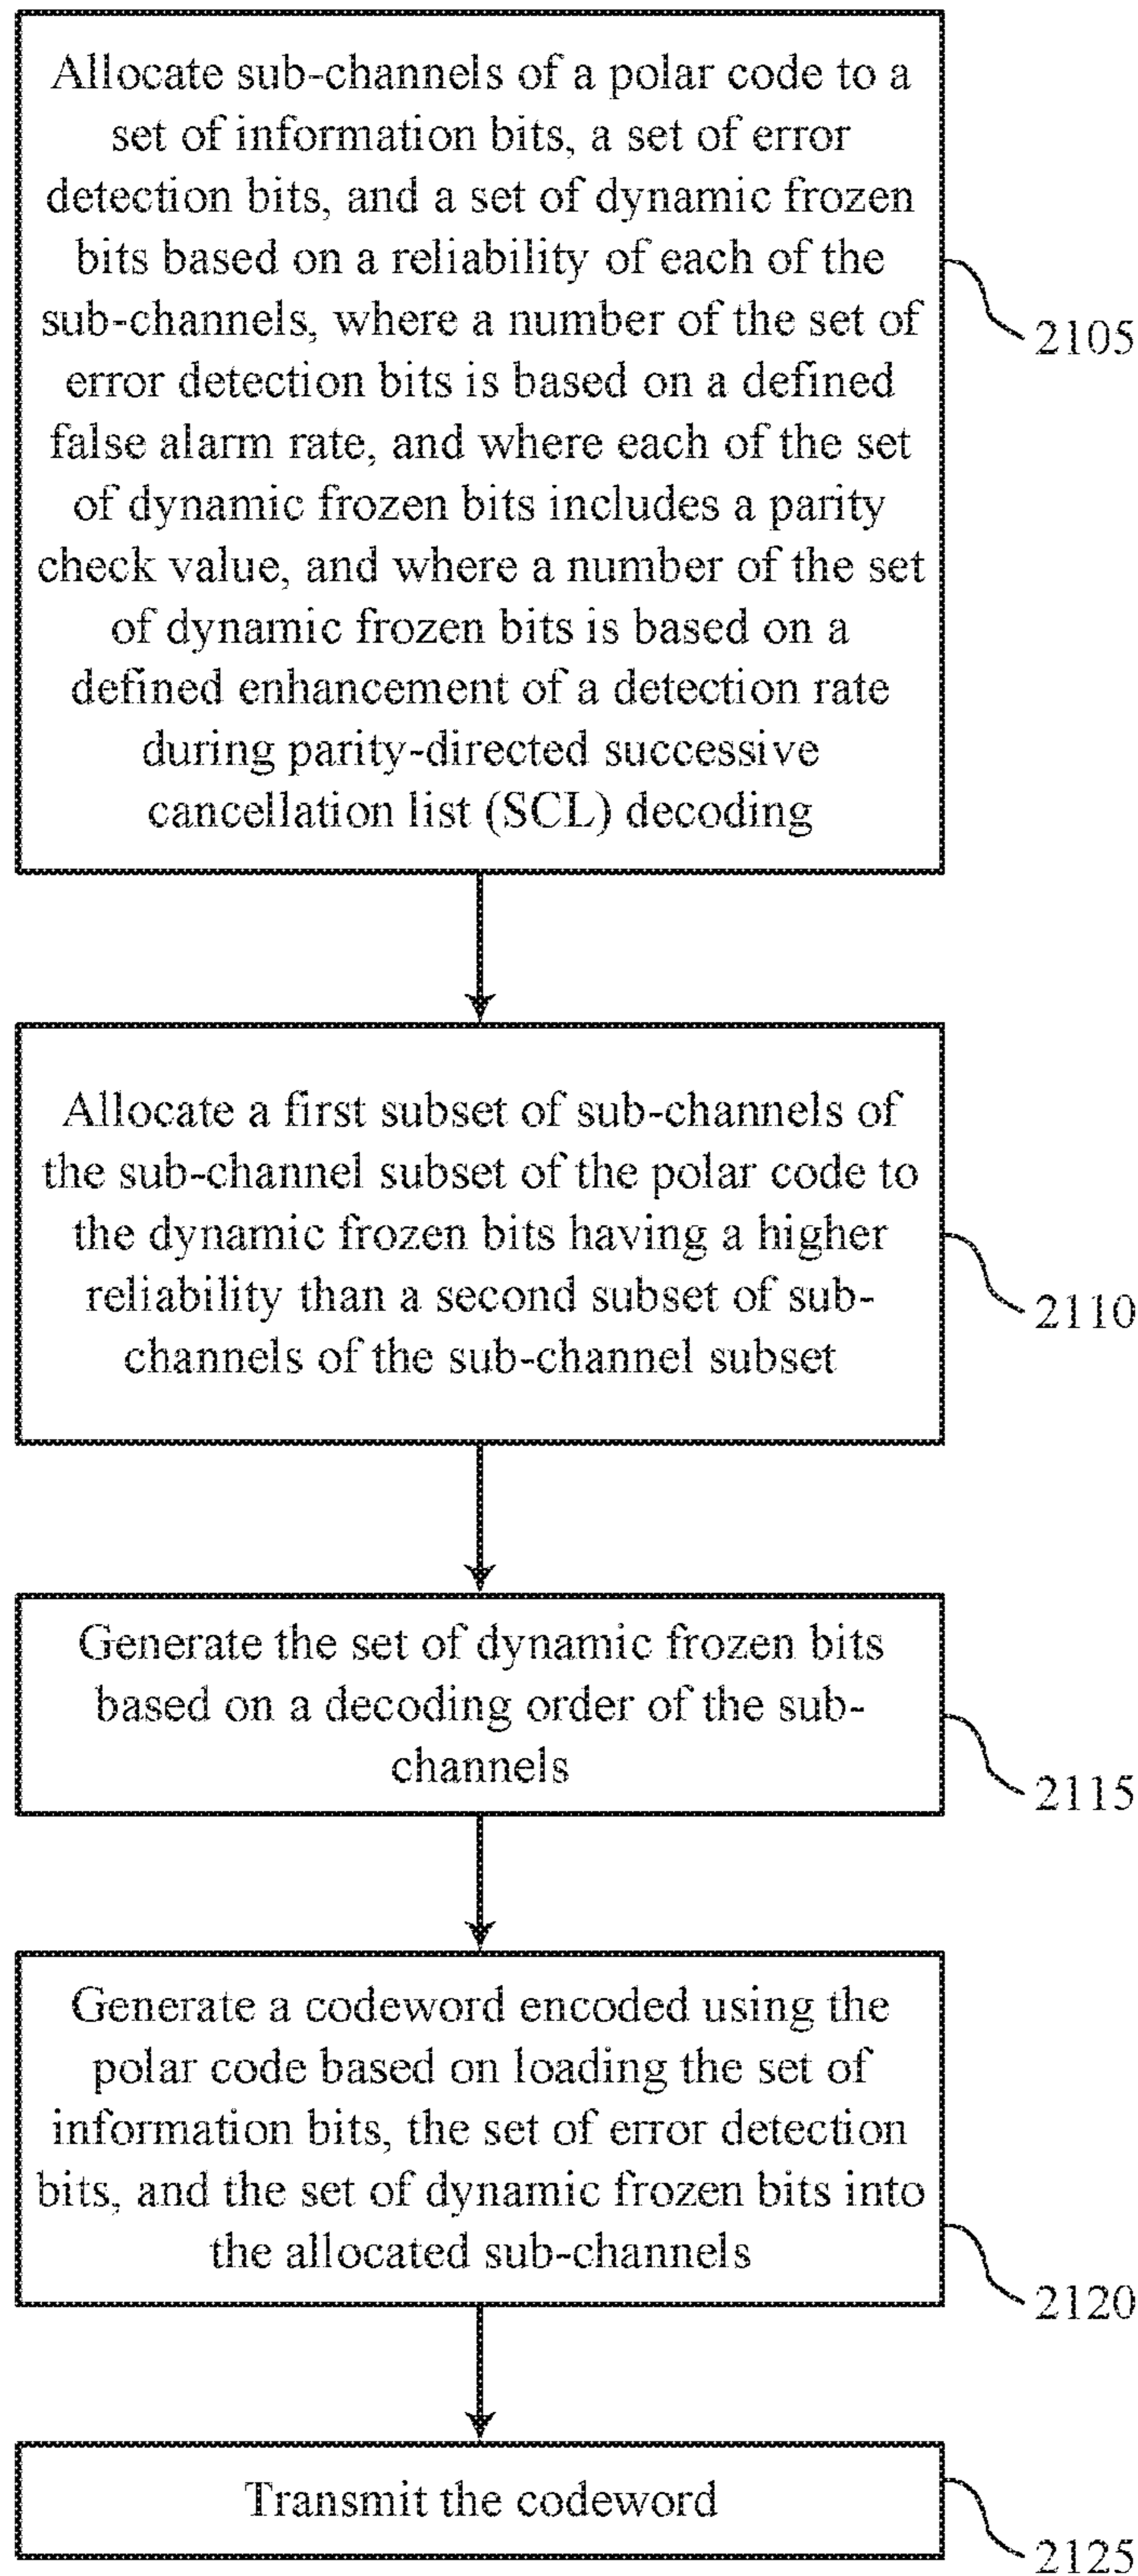 Allocate sub-channels of a polar code to a
set of information bits, a set of error
detection bits, and a set of dynamic frozen
bits based on a reliability of each of the
sub-channels, where a number of the set of
error detection bits is based on a defined
false alarm rate, and where each of the set
of dynamic frozen bits includes a parity
check value, and where a number of the set
of dynamic frozen bits is based on a
defined enhancement of a detection rate
during parity-directed successive
cancellation list (SCL) decoding
2105
Allocate a first subset of sub-channels of
the sub-channel subset of the polar code to
the dynamic frozen bits having a higher
reliability than a second subset of sub-
channels of the sub-channel subset
2110
Generate the set of dynamic frozen bits
based on a decoding order of the sub-
channels
2115
Generate a codeword encoded using the
polar code based on loading the set of
information bits, the set of error detection
bits, and the set of dynamic frozen bits into
the allocated sub-channels
2120
Transmit the codeword
2125